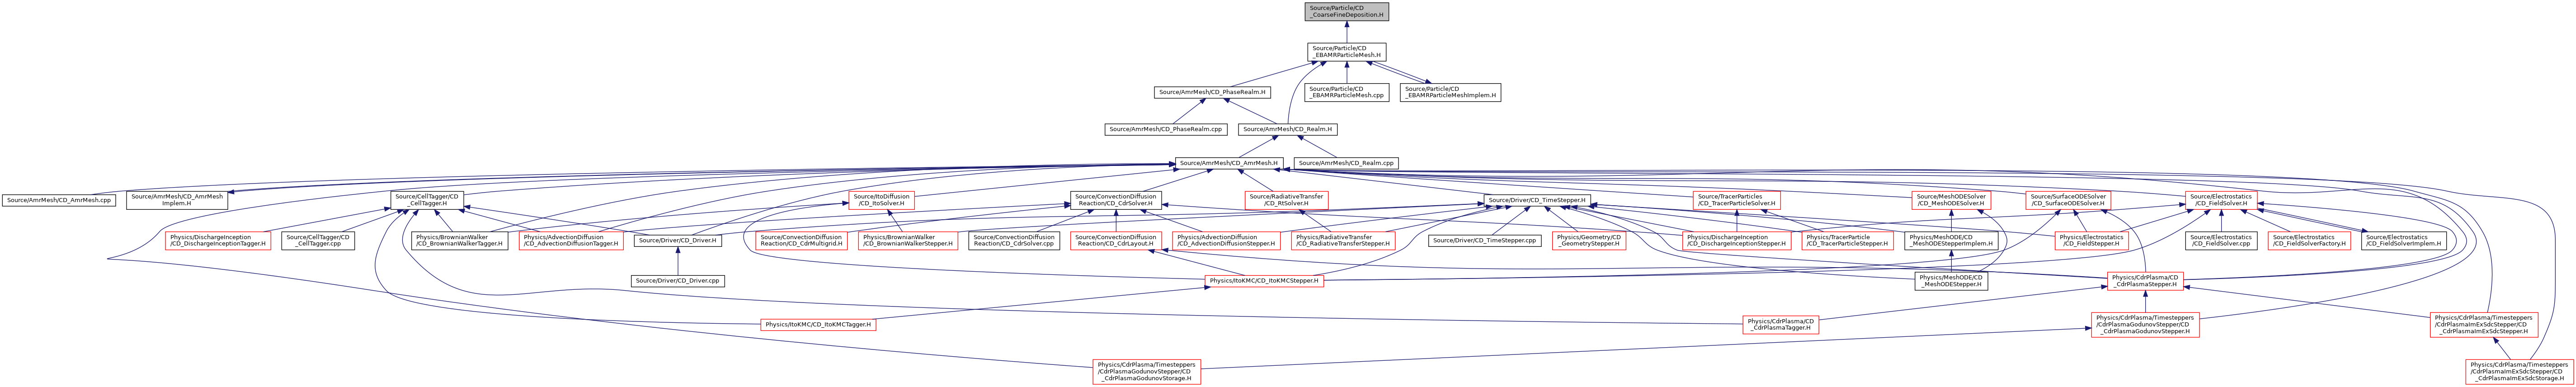 Source/Particle/CD
_CoarseFineDeposition.H
Source/Particle/CD
_EBAMRParticleMesh.H
Source/AmrMesh/CD_PhaseRealm.H
Source/Particle/CD
_EBAMRParticleMesh.cpp
Source/Particle/CD
_EBAMRParticleMeshImplem.H
Source/AmrMesh/CD_PhaseRealm.cpp
Source/AmrMesh/CD_Realm.H
Source/AmrMesh/CD_AmrMesh.H
Source/AmrMesh/CD_Realm.cpp
Source/AmrMesh/CD_AmrMesh.cpp
Source/AmrMesh/CD_AmrMesh
Implem.H
Source/CellTagger/CD
_CellTagger.H
Source/ItoDiffusion
/CD_ItoSolver.H
Source/ConvectionDiffusion
Reaction/CD_CdrSolver.H
Source/RadiativeTransfer
/CD_RtSolver.H
Source/Driver/CD_TimeStepper.H
Source/TracerParticles
/CD_TracerParticleSolver.H
Source/MeshODESolver
/CD_MeshODESolver.H
Source/SurfaceODESolver
/CD_SurfaceODESolver.H
Source/Electrostatics
/CD_FieldSolver.H
Physics/DischargeInception
/CD_DischargeInceptionTagger.H
Source/CellTagger/CD
_CellTagger.cpp
Physics/BrownianWalker
/CD_BrownianWalkerTagger.H
Physics/AdvectionDiffusion
/CD_AdvectionDiffusionTagger.H
Source/Driver/CD_Driver.H
Source/ConvectionDiffusion
Reaction/CD_CdrMultigrid.H
Physics/BrownianWalker
/CD_BrownianWalkerStepper.H
Source/ConvectionDiffusion
Reaction/CD_CdrSolver.cpp
Source/ConvectionDiffusion
Reaction/CD_CdrLayout.H
Physics/AdvectionDiffusion
/CD_AdvectionDiffusionStepper.H
Physics/RadiativeTransfer
/CD_RadiativeTransferStepper.H
Source/Driver/CD_TimeStepper.cpp
Physics/Geometry/CD
_GeometryStepper.H
Physics/DischargeInception
/CD_DischargeInceptionStepper.H
Physics/TracerParticle
/CD_TracerParticleStepper.H
Physics/MeshODE/CD
_MeshODEStepperImplem.H
Physics/Electrostatics
/CD_FieldStepper.H
Source/Electrostatics
/CD_FieldSolver.cpp
Source/Electrostatics
/CD_FieldSolverFactory.H
Source/Electrostatics
/CD_FieldSolverImplem.H
Source/Driver/CD_Driver.cpp
Physics/ItoKMC/CD_ItoKMCStepper.H
Physics/MeshODE/CD
_MeshODEStepper.H
Physics/CdrPlasma/CD
_CdrPlasmaStepper.H
Physics/ItoKMC/CD_ItoKMCTagger.H
Physics/CdrPlasma/CD
_CdrPlasmaTagger.H
Physics/CdrPlasma/Timesteppers
/CdrPlasmaGodunovStepper/CD
_CdrPlasmaGodunovStepper.H
Physics/CdrPlasma/Timesteppers
/CdrPlasmaImExSdcStepper/CD
_CdrPlasmaImExSdcStepper.H
Physics/CdrPlasma/Timesteppers
/CdrPlasmaGodunovStepper/CD
_CdrPlasmaGodunovStorage.H
Physics/CdrPlasma/Timesteppers
/CdrPlasmaImExSdcStepper/CD
_CdrPlasmaImExSdcStorage.H